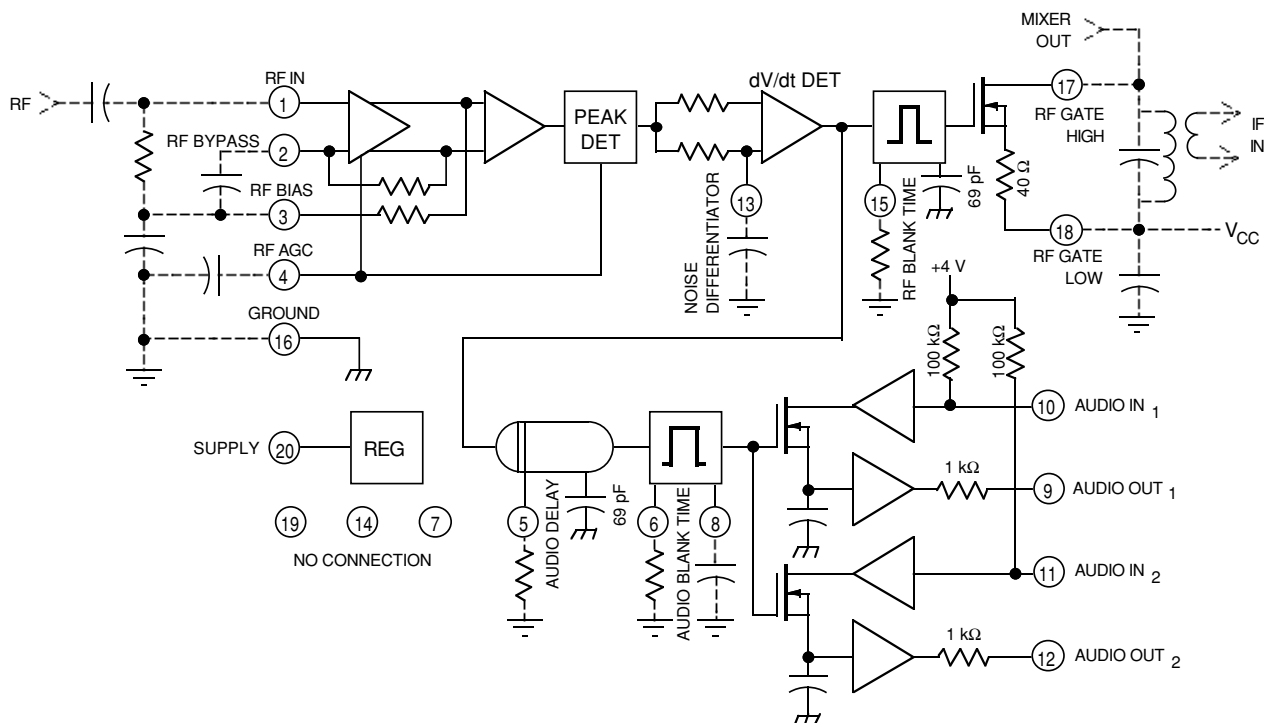 MIXER
OUT
RF
RF IN
1
RF BYPASS
2
RF BIAS
3
RF AGC
4
GROUND
16
PEAK
DET
dV/dt DET
13
NOISE
DIFFERENTIATOR
15
RF BLANK TIME
69 pF
40 Ω
17
RF GATE
HIGH
18
RF GATE
LOW
IF
IN
VCC
+4 V
100 kΩ
100 kΩ
SUPPLY
20
REG
19
14
7
NO CONNECTION
5
AUDIO DELAY
69 pF
6
AUDIO BLANK TIME
8
10
AUDIO IN 1
1 kΩ
9
AUDIO OUT 1
11
AUDIO IN 2
1 kΩ
12
AUDIO OUT 2